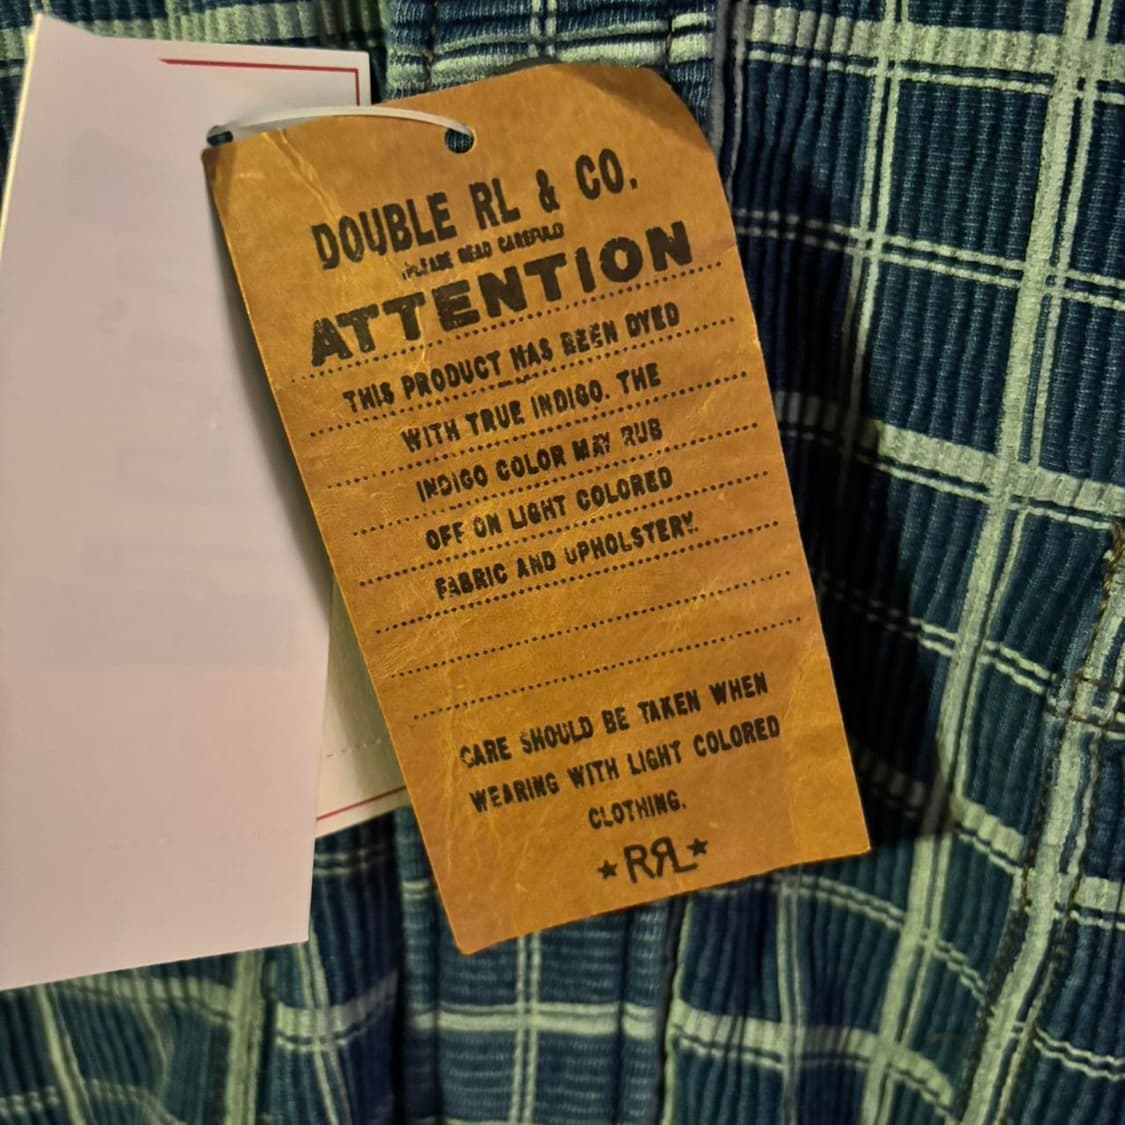 DOUBLE RL & CO.
(PLEASE READ CAREFULLY)
ATTENTION
THIS PRODUCT HAS BEEN DYED
WITH TRUE INDIGO. THE
INDIGO COLOR MAY RUB
OFF ON LIGHT COLORED
FABRIC AND UPHOLSTERY.
CARE SHOULD BE TAKEN WHEN
WEARING WITH LIGHT COLORED
CLOTHING.
★RRL★